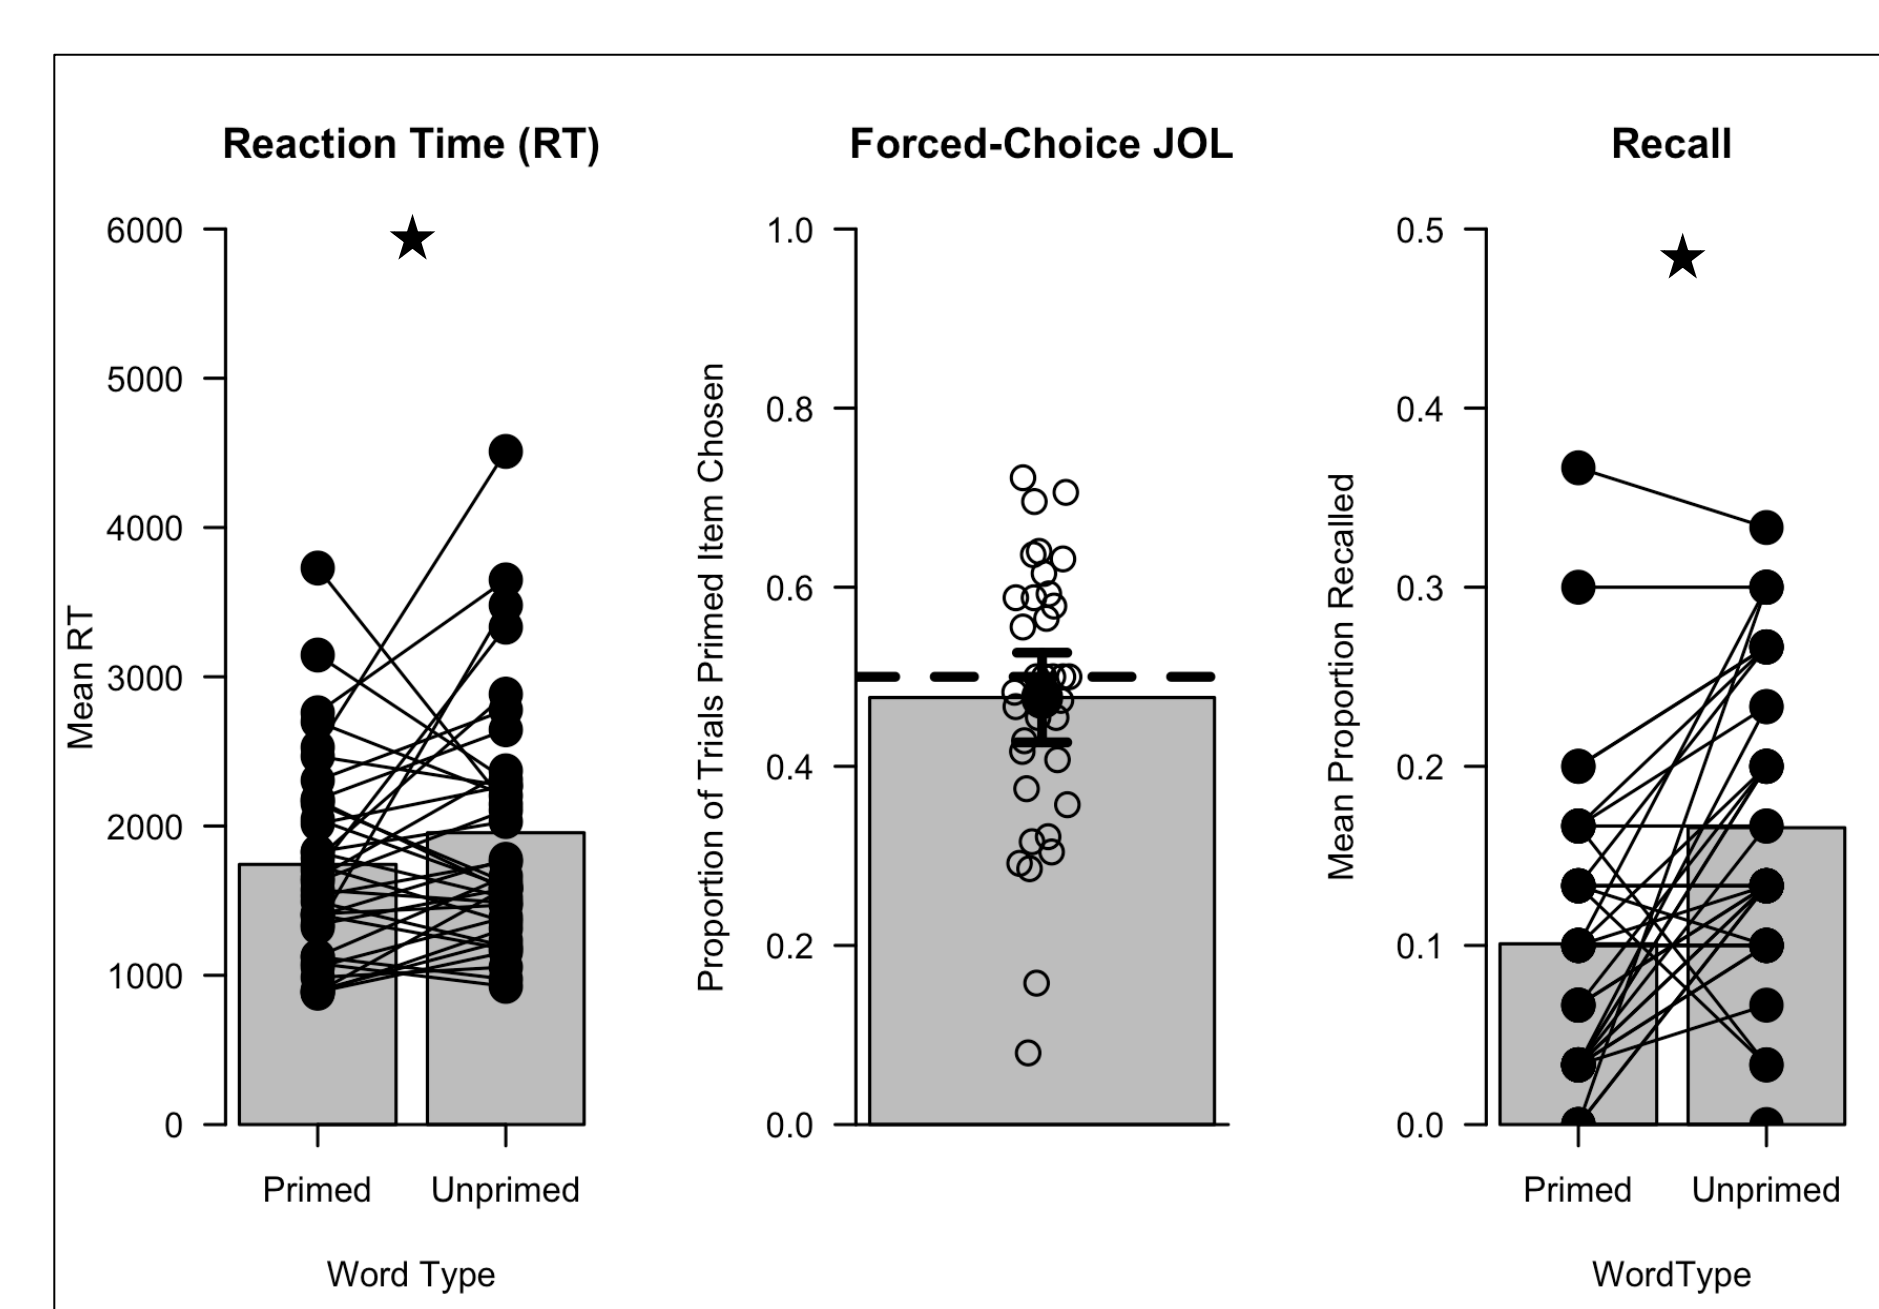 Reaction Time (RT)
Forced-Choice JOL
Recall
Mean RT
6000
5000
4000
3000
2000
1000
0
Primed
Unprimed
Word Type
Proportion of Trials Primed Item Chosen
1.0
0.8
0.6
0.4
0.2
0.0
Mean Proportion Recalled
0.5
0.4
0.3
0.2
0.1
0.0
Primed
Unprimed
WordType